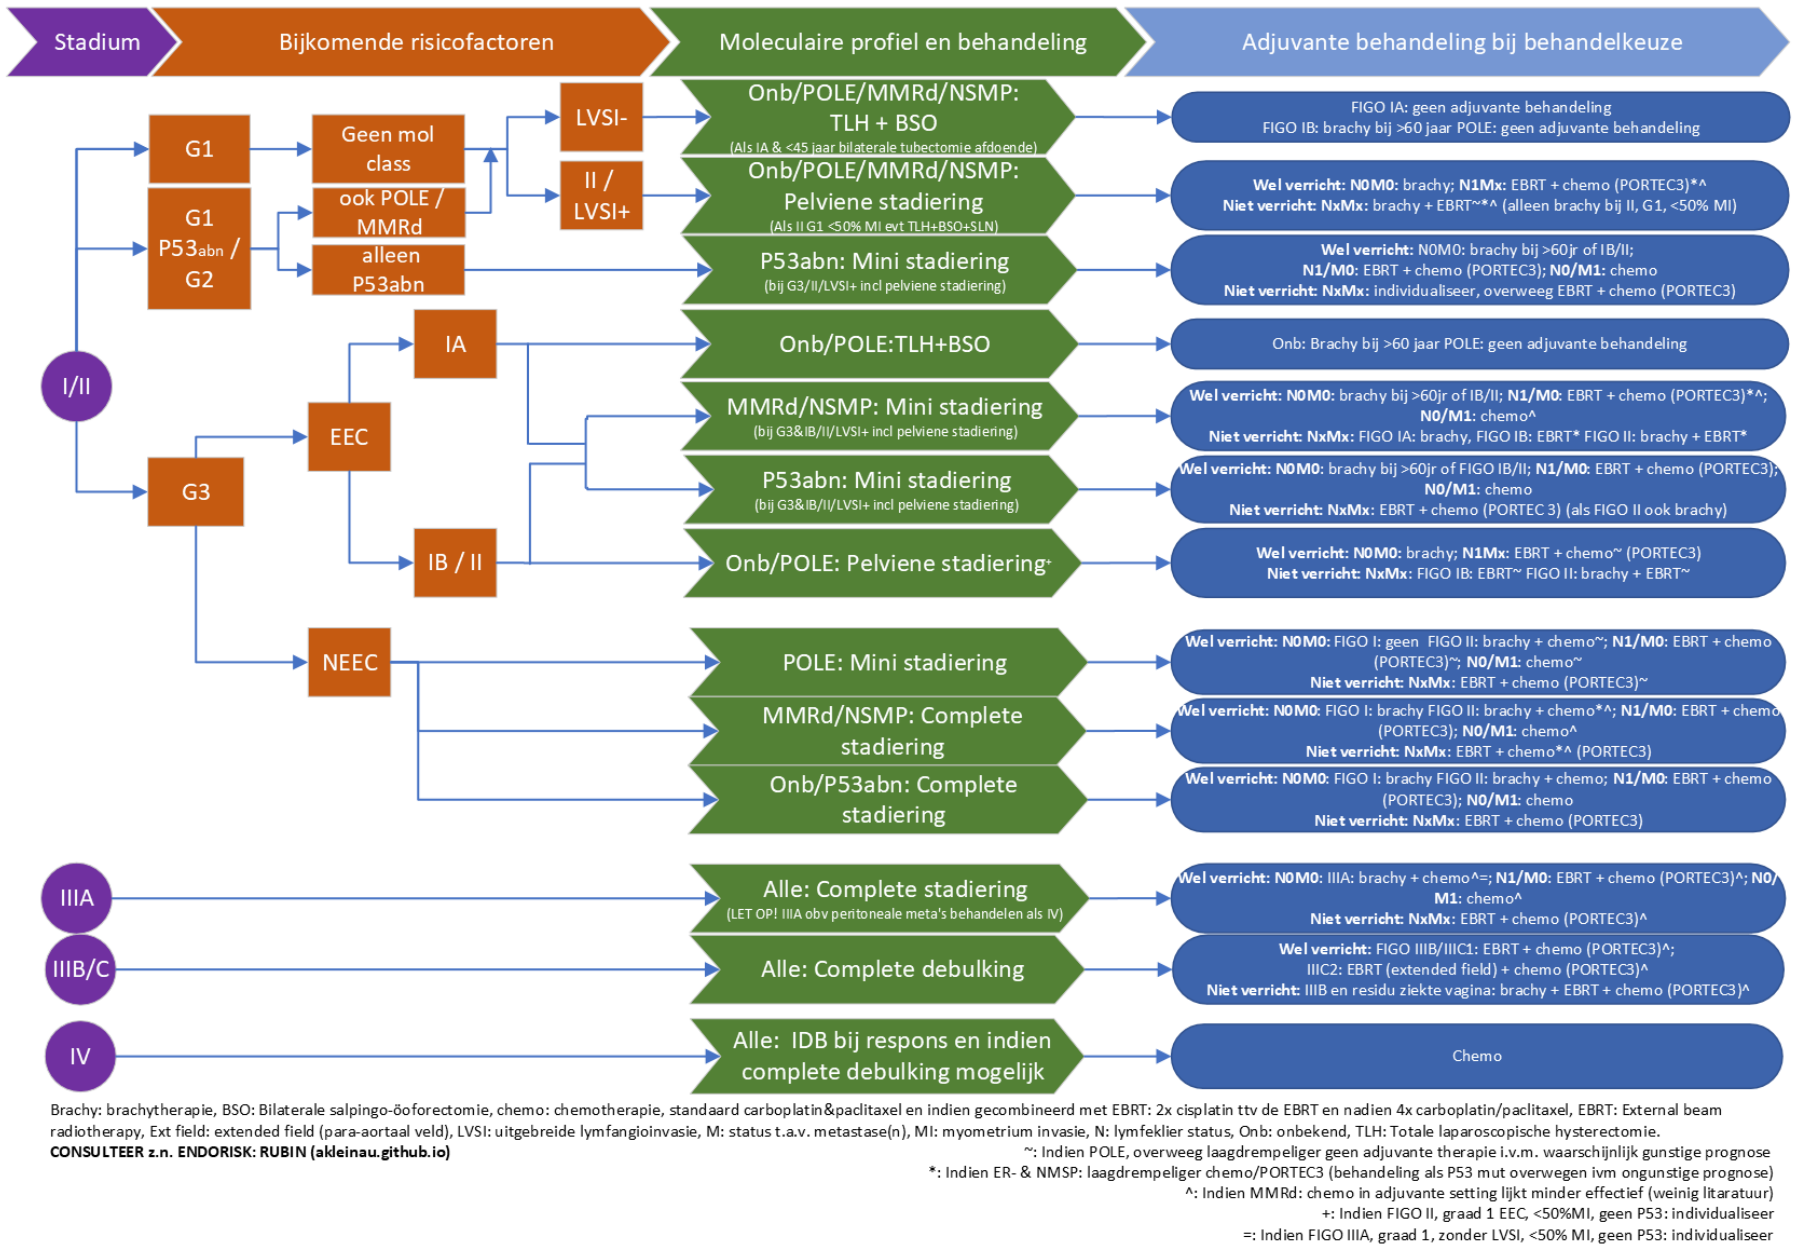 Stadium
Bijkomende risicofactoren
Moleculaire profiel en behandeling
Adjuvante behandeling bij behandelkeuze
G1
Geen mol
class
LVSI-
Onb/POLE/MMRd/NSMP:
TLH + BSO
(Als IA & <45 jaar bilaterale tubectomie afdoende)
FIGO IA: geen adjuvante behandeling
FIGO IB: brachy bij >60 jaar POLE: geen adjuvante behandeling
II /
LVSI+
Onb/POLE/MMRd/NSMP:
Pelviene stadiering
(Als II G1 <50% MI evt TLH+BSO+SLN)
Wel verricht: N0M0: brachy; N1Mx: EBRT + chemo (PORTEC3)*^
Niet verricht: NxMx: brachy + EBRT~*^ (alleen brachy bij II, G1, <50% MI)
G1
P53abn /
G2
ook POLE /
MMRd
alleen
P53abn
P53abn: Mini stadiering
(bij G3/II/LVSI+ incl pelviene stadiering)
Wel verricht: N0M0: brachy bij >60jr of IB/II;
N1/M0: EBRT + chemo (PORTEC3); N0/M1: chemo
Niet verricht: NxMx: individualiseer, overweeg EBRT + chemo (PORTEC3)
I/II
IA
Onb/POLE:TLH+BSO
Onb: Brachy bij >60 jaar POLE: geen adjuvante behandeling
EEC
MMRd/NSMP: Mini stadiering
(bij G3&IB/II/LVSI+ incl pelviene stadiering)
Wel verricht: N0M0: brachy bij >60jr of IB/II; N1/M0: EBRT + chemo (PORTEC3)*^;
N0/M1: chemo^
Niet verricht: NxMx: FIGO IA: brachy, FIGO IB: EBRT* FIGO II: brachy + EBRT*
G3
P53abn: Mini stadiering
(bij G3&IB/II/LVSI+ incl pelviene stadiering)
Wel verricht: N0M0: brachy bij >60jr of FIGO IB/II; N1/M0: EBRT + chemo (PORTEC3);
N0/M1: chemo
Niet verricht: NxMx: EBRT + chemo (PORTEC 3) (als FIGO II ook brachy)
IB / II
Onb/POLE: Pelviene stadiering+
Wel verricht: N0M0: brachy; N1Mx: EBRT + chemo~ (PORTEC3)
Niet verricht: NxMx: FIGO IB: EBRT~ FIGO II: brachy + EBRT~
NEEC
POLE: Mini stadiering
Wel verricht: N0M0: FIGO I: geen FIGO II: brachy + chemo~; N1/M0: EBRT + chemo
(PORTEC3)~; N0/M1: chemo~
Niet verricht: NxMx: EBRT + chemo (PORTEC3)~
MMRd/NSMP: Complete
stadiering
Wel verricht: N0M0: FIGO I: brachy FIGO II: brachy + chemo*^; N1/M0: EBRT + chemo
(PORTEC3); N0/M1: chemo^
Niet verricht: NxMx: EBRT + chemo*^ (PORTEC3)
Onb/P53abn: Complete
stadiering
Wel verricht: N0M0: FIGO I: brachy FIGO II: brachy + chemo; N1/M0: EBRT + chemo
(PORTEC3); N0/M1: chemo
Niet verricht: NxMx: EBRT + chemo (PORTEC3)
IIIA
Alle: Complete stadiering
(LET OP! IIIA obv peritoneale meta's behandelen als IV)
Wel verricht: N0M0: IIIA: brachy + chemo^=; N1/M0: EBRT + chemo (PORTEC3)^; N0/
M1: chemo^
Niet verricht: NxMx: EBRT + chemo (PORTEC3)^
IIIB/C
Alle: Complete debulking
Wel verricht: FIGO IIIB/IIIC1: EBRT + chemo (PORTEC3)^;
IIIC2: EBRT (extended field) + chemo (PORTEC3)^
Niet verricht: IIIB en residu ziekte vagina: brachy + EBRT + chemo (PORTEC3)^
IV
Alle: IDB bij respons en indien
complete debulking mogelijk
Chemo
Brachy: brachytherapie, BSO: Bilaterale salpingo-öoforectomie, chemo: chemotherapie, standaard carboplatin&paclitaxel en indien gecombineerd met EBRT: 2x cisplatin ttv de EBRT en nadien 4x carboplatin/paclitaxel, EBRT: External beam
radiotherapy, Ext field: extended field (para-aortaal veld), LVSI: uitgebreide lymfangioinvasie, M: status t.a.v. metastase(n), MI: myometrium invasie, N: lymfeklier status, Onb: onbekend, TLH: Totale laparoscopische hysterectomie.
CONSULTEER z.n. ENDORISK: RUBIN (akleinau.github.io)
~: Indien POLE, overweeg laagdrempeliger geen adjuvante therapie i.v.m. waarschijnlijk gunstige prognose
*: Indien ER- & NMSP: laagdrempeliger chemo/PORTEC3 (behandeling als P53 mut overwegen ivm ongunstige prognose)
^: Indien MMRd: chemo in adjuvante setting lijkt minder effectief (weinig litaratuur)
+: Indien FIGO II, graad 1 EEC, <50%MI, geen P53: individualiseer
=: Indien FIGO IIIA, graad 1, zonder LVSI, <50% MI, geen P53: individualiseer